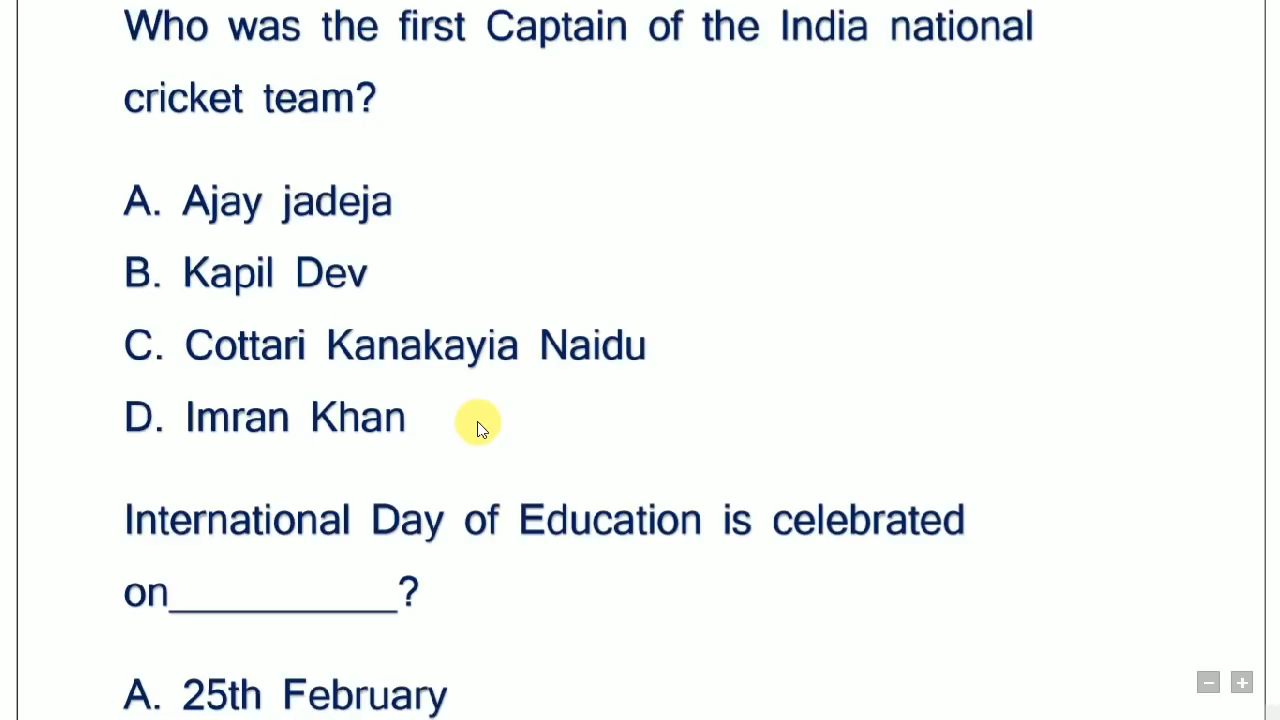 Who was the first Captain of the India national
cricket team?
A. Ajay jadeja
B. Kapil Dev
C. Cottari Kanakayia Naidu
D. Imran Khan
International Day of Education is celebrated
on___________?
A. 25th February